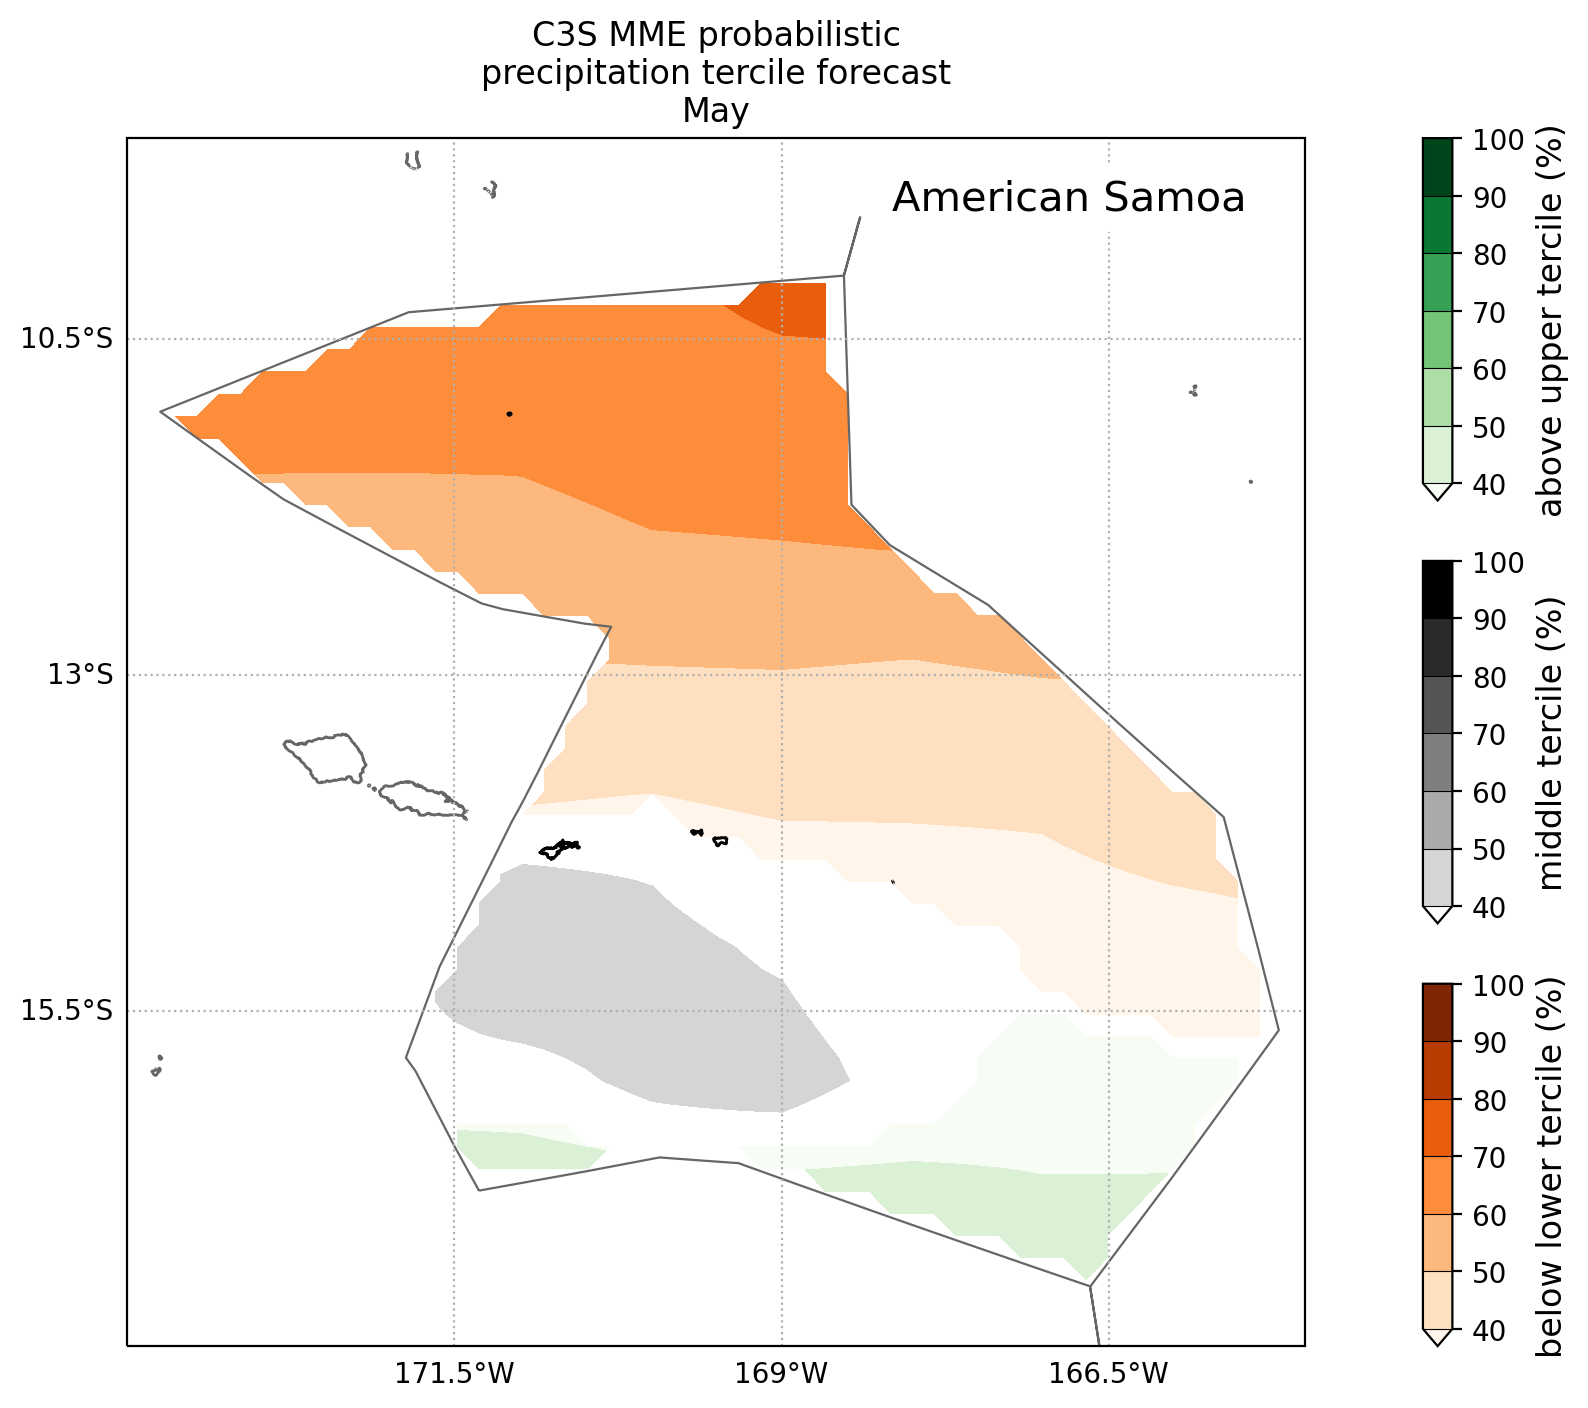 C3S MME probabilistic
precipitation tercile forecast
May
American Samoa
10.5°S
13°S
15.5°S
171.5°W
169°W
166.5°W
100
90
80
70
60
50
40
above upper tercile (%)
100
90
80
70
60
50
40
middle tercile (%)
100
90
80
70
60
50
40
below lower tercile (%)